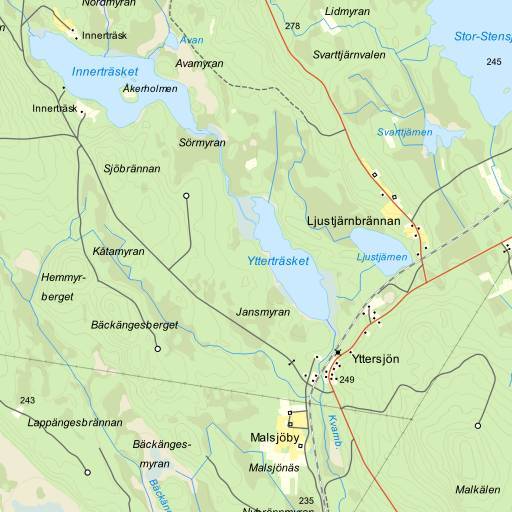 Nordmyran
Lidmyran
278
Innerträsk
Avan
Stor-Stensj
Svarttjärnvalen
245
Innerträsket
Avamyran
Åkerholmen
Innerträsk
Svarttjärnen
Sörmyran
Sjöbrännan
Ljustjärnbrännan
Kåtamyran
Ytterträsket
Ljustjärnen
Hemmyr-
berget
Jansmyran
Bäckängesberget
Yttersjön
249
243
Lappängesbrännan
Kvarnb.
Malsjöby
Bäckänges-
myran
Malsjönäs
Malkälen
235